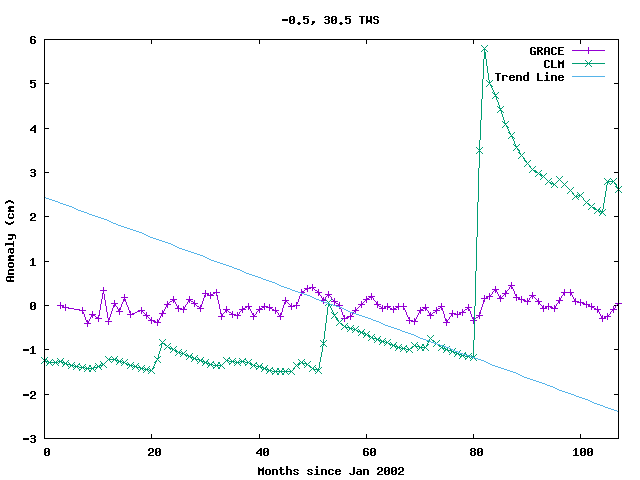 -0.5, 30.5 TWS
GRACE
CLM
Trend Line
6
5
4
3
2
1
0
-1
-2
-3
Anomaly (cm)
0 20 40 60 80 100
Months since Jan 2002